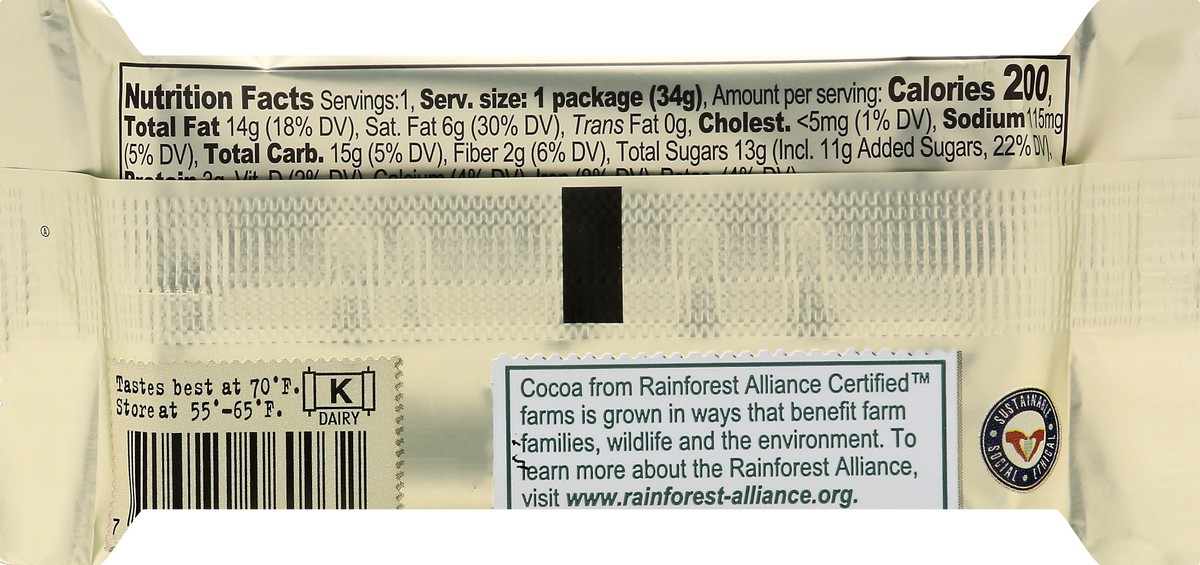 Nutrition Facts Servings:1, Serv. size: 1 package (34g), Amount per serving: Calories 200,
Total Fat 14g (18% DV), Sat. Fat 6g (30% DV), Trans Fat 0g, Cholest. <5mg (1% DV), Sodium 115mg
(5% DV), Total Carb. 15g (5% DV), Fiber 2g (6% DV), Total Sugars 13g (Incl. 11g Added Sugars, 22% DV),
Tastes best at 70°F.
Store at 55°-65°F.
K
DAIRY
7
Cocoa from Rainforest Alliance Certified™
farms is grown in ways that benefit farm
families, wildlife and the environment. To
learn more about the Rainforest Alliance,
visit www.rainforest-alliance.org.
SUSTAINABLE
SOCIAL • ETHICAL